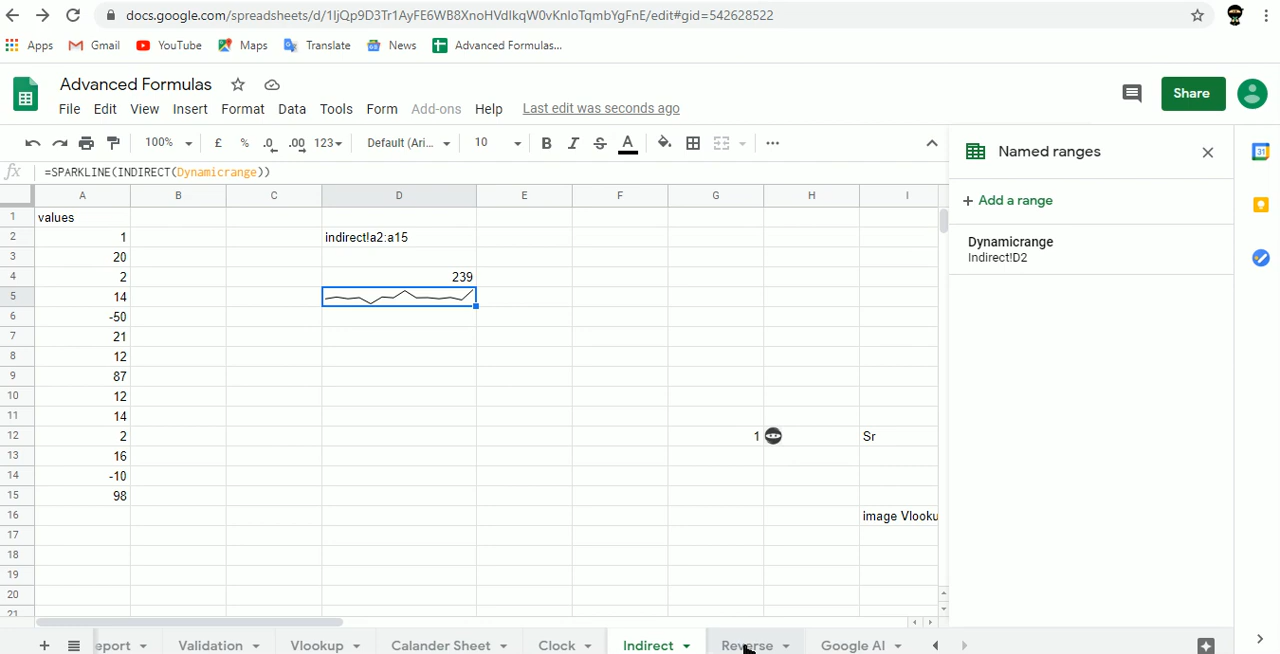 docs.google.com/spreadsheets/d/1IjQp9D3Tr1AyFE6WB8XnoHVdIkqW0vKnIoTqmbYgFnE/edit#gid=542628522
Apps Gmail YouTube Maps Translate News Advanced Formulas...
Advanced Formulas
File Edit View Insert Format Data Tools Form Add-ons Help Last edit was seconds ago
Share
100% £ % .0 .00 123 Default (Ari... 10 B I S A
fx =SPARKLINE(INDIRECT(Dynamicrange))
Named ranges
+ Add a range
Dynamicrange
Indirect!D2
A B C D E F G H I
1 values
2 1 indirect!a2:a15
3 20
4 2 239
5 14
6 -50
7 21
8 12
9 87
10 12
11 14
12 2 1 Sr
13 16
14 -10
15 98
16 image Vlooku
17
18
19
20
21
eport Validation Vlookup Calander Sheet Clock Indirect Reverse Google AI
31